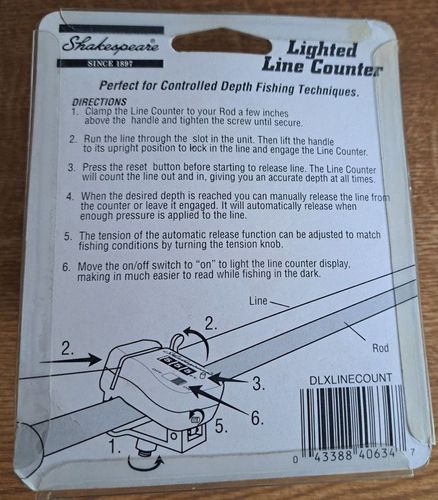 Shakespeare
SINCE 1897
Lighted
Line Counter
Perfect for Controlled Depth Fishing Techniques.
DIRECTIONS
1. Clamp the Line Counter to your Rod a few inches
above the handle and tighten the screw until secure.
2. Run the line through the slot in the unit. Then lift the handle
to its upright position to lock in the line and engage the Line Counter.
3. Press the reset button before starting to release line. The Line Counter
will count the line out and in, giving you an accurate depth at all times.
4. When the desired depth is reached you can manually release the line from
the counter or leave it engaged. It will automatically release when
enough pressure is applied to the line.
5. The tension of the automatic release function can be adjusted to match
fishing conditions by turning the tension knob.
6. Move the on/off switch to “on” to light the line counter display,
making in much easier to read while fishing in the dark.
Line
2.
2.
Rod
3.
DLXLINECOUNT
6.
5.
1.
0 43388 40634 7